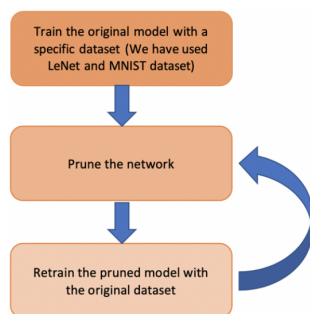 Train the original model with a
specific dataset (We have used
LeNet and MNIST dataset)
Prune the network
Retrain the pruned model with
the original dataset